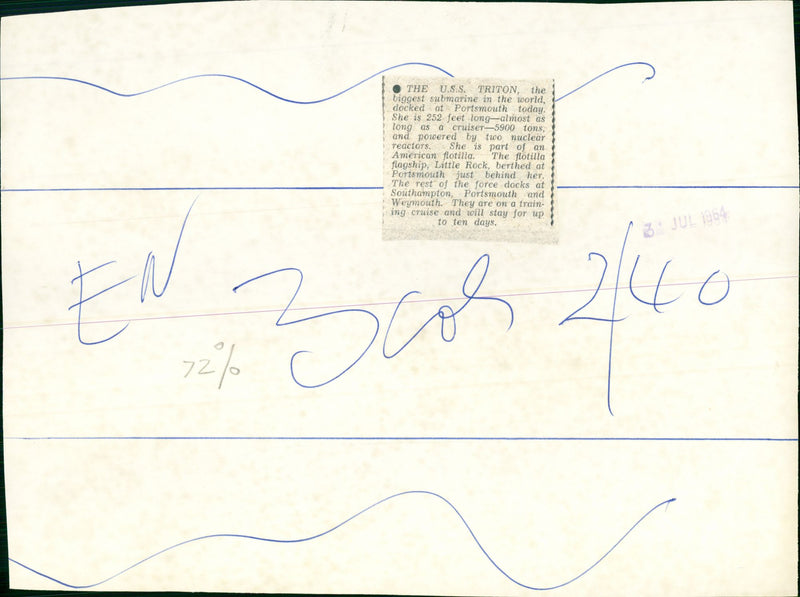 ● THE U.S.S. TRITON, the
biggest submarine in the world,
docked at Portsmouth today.
She is 252 feet long—almost as
long as a cruiser—5900 tons,
and powered by two nuclear
reactors. She is part of an
American flotilla. The flotilla
flagship, Little Rock, berthed at
Portsmouth just behind her.
The rest of the force docks at
Southampton, Portsmouth and
Weymouth. They are on a train-
ing cruise and will stay for up
to ten days.
JUL 1964
EN 3 cols 2/40
72%